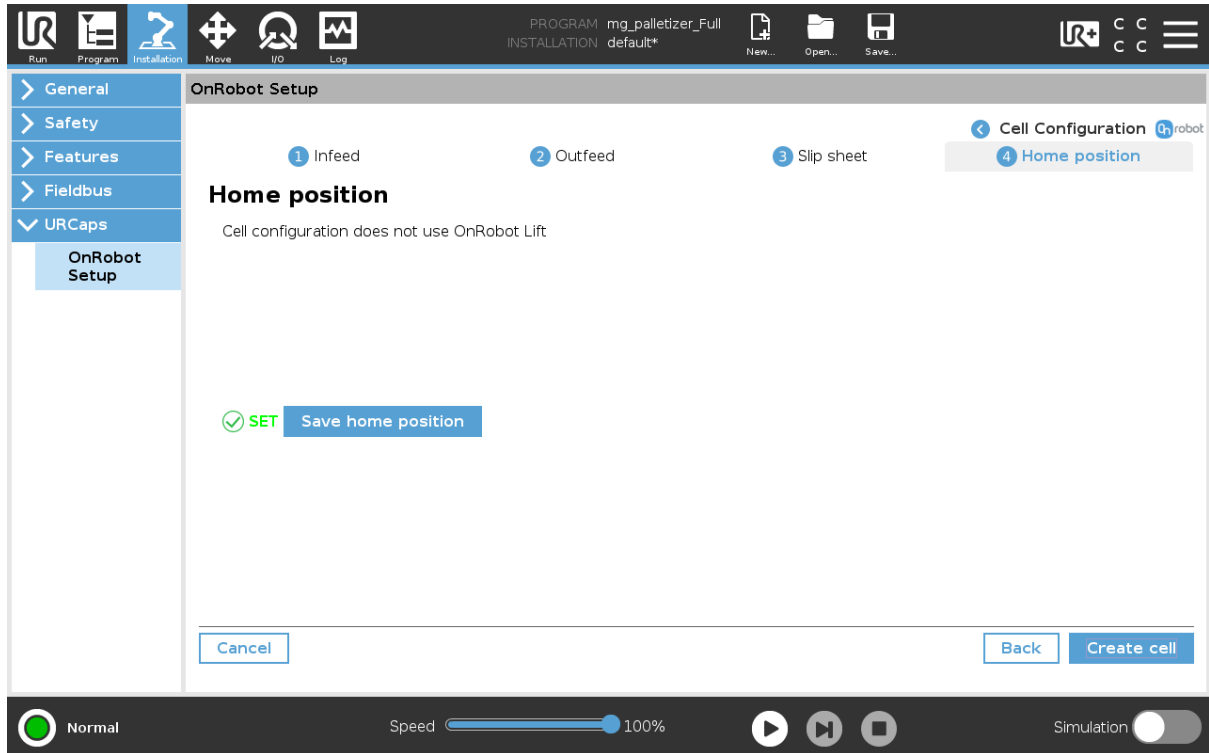 PROGRAM mg_palletizer_Full
INSTALLATION default*
UR+
C C
C C
Run Program Installation Move I/O Log New... Open... Save...
General
Safety
Features
Fieldbus
URCaps
OnRobot
Setup
OnRobot Setup
Cell Configuration OnRobot
1 Infeed 2 Outfeed 3 Slip sheet 4 Home position
Home position
Cell configuration does not use OnRobot Lift
SET Save home position
Cancel Back Create cell
Normal Speed 100% Simulation